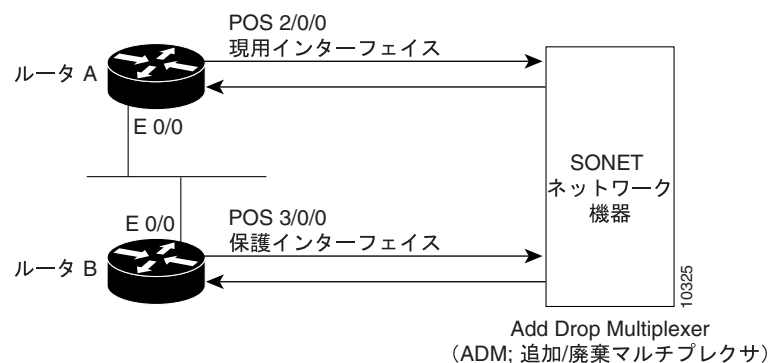 POS 2/0/0
現用インターフェイス
ルータ A
E 0/0
SONET
ネットワーク
機器
E 0/0
POS 3/0/0
保護インターフェイス
ルータ B
10325
Add Drop Multiplexer
(ADM; 追加/廃棄マルチプレクサ)